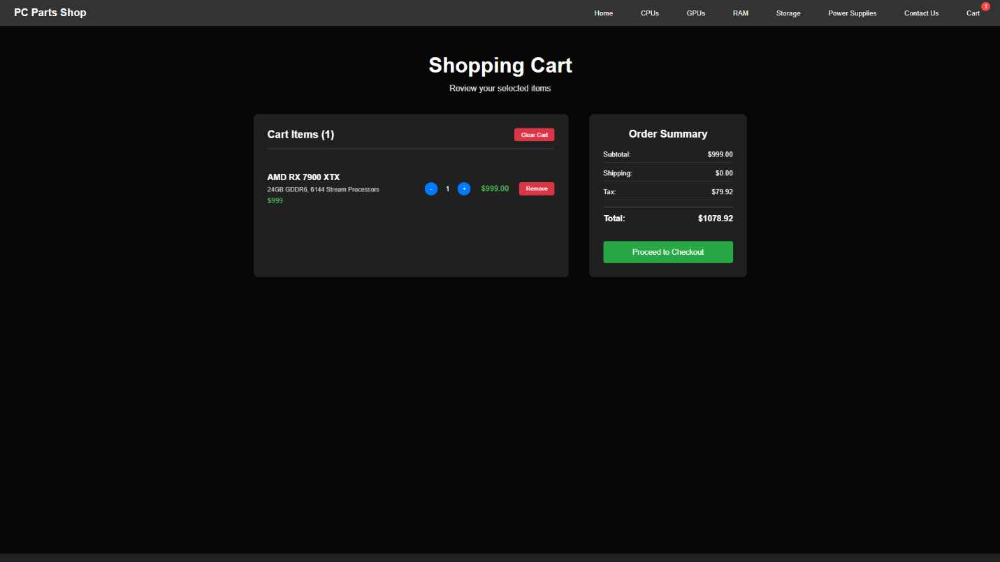 PC Parts Shop
Home CPUs GPUs RAM Storage Power Supplies Contact Us Cart 1
Shopping Cart
Review your selected items
Cart Items (1) Clear Cart
AMD RX 7900 XTX
24GB GDDR6, 6144 Stream Processors
$999
- 1 + $999.00 Remove
Order Summary
Subtotal: $999.00
Shipping: $0.00
Tax: $79.92
Total: $1078.92
Proceed to Checkout